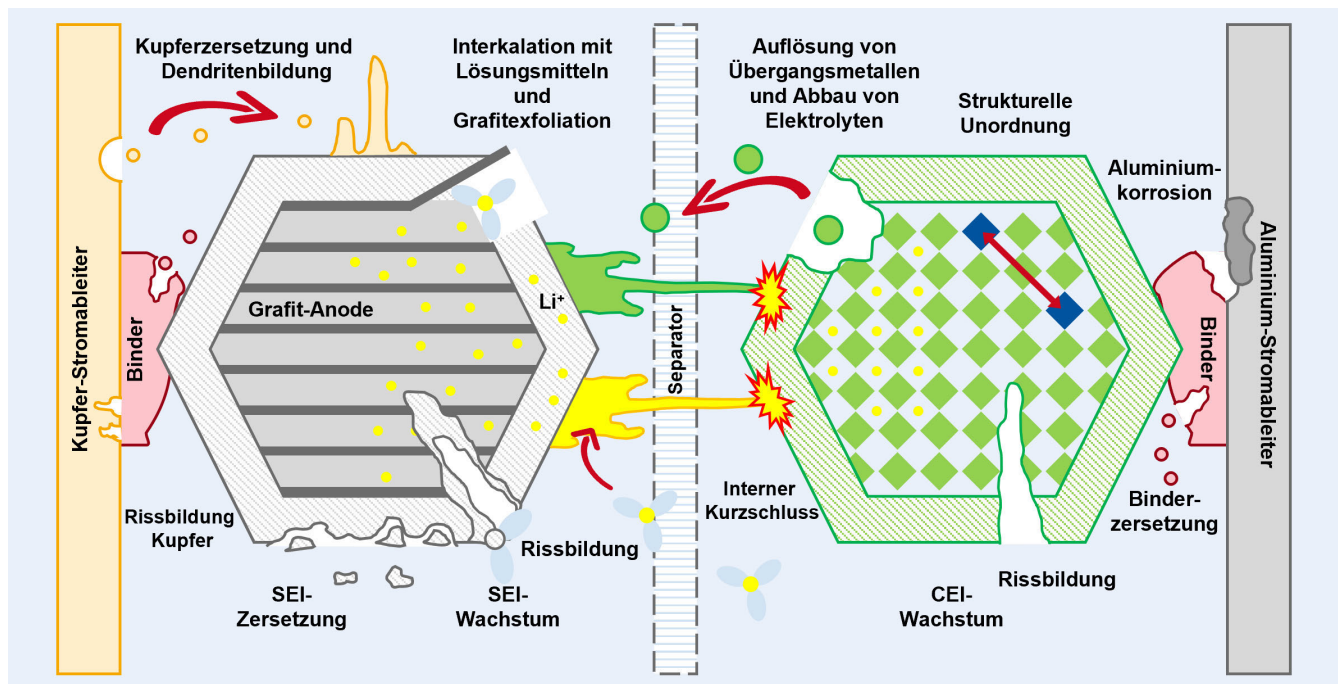 Kupferzersetzung und
Dendritenbildung
Interkalation mit
Lösungsmitteln
und
Grafitexfoliation
Auflösung von
Übergangsmetallen
und Abbau von
Elektrolyten
Strukturelle
Unordnung
Aluminium-
korrosion
Kupfer-Stromableiter
Binder
Grafit-Anode
Li⁺
Separator
Binder
Aluminium-Stromableiter
Rissbildung
Kupfer
SEI-
Zersetzung
SEI-
Wachstum
Rissbildung
Interner
Kurzschluss
CEI-
Wachstum
Rissbildung
Binder-
zersetzung